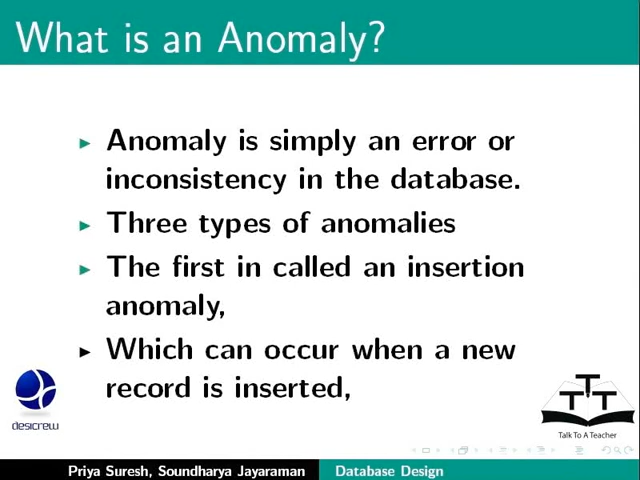 What is an Anomaly?
Anomaly is simply an error or
inconsistency in the database.
Three types of anomalies
The first in called an insertion
anomaly,
Which can occur when a new
record is inserted,
desicrew
TTT
Talk To A Teacher
Priya Suresh, Soundharya Jayaraman Database Design